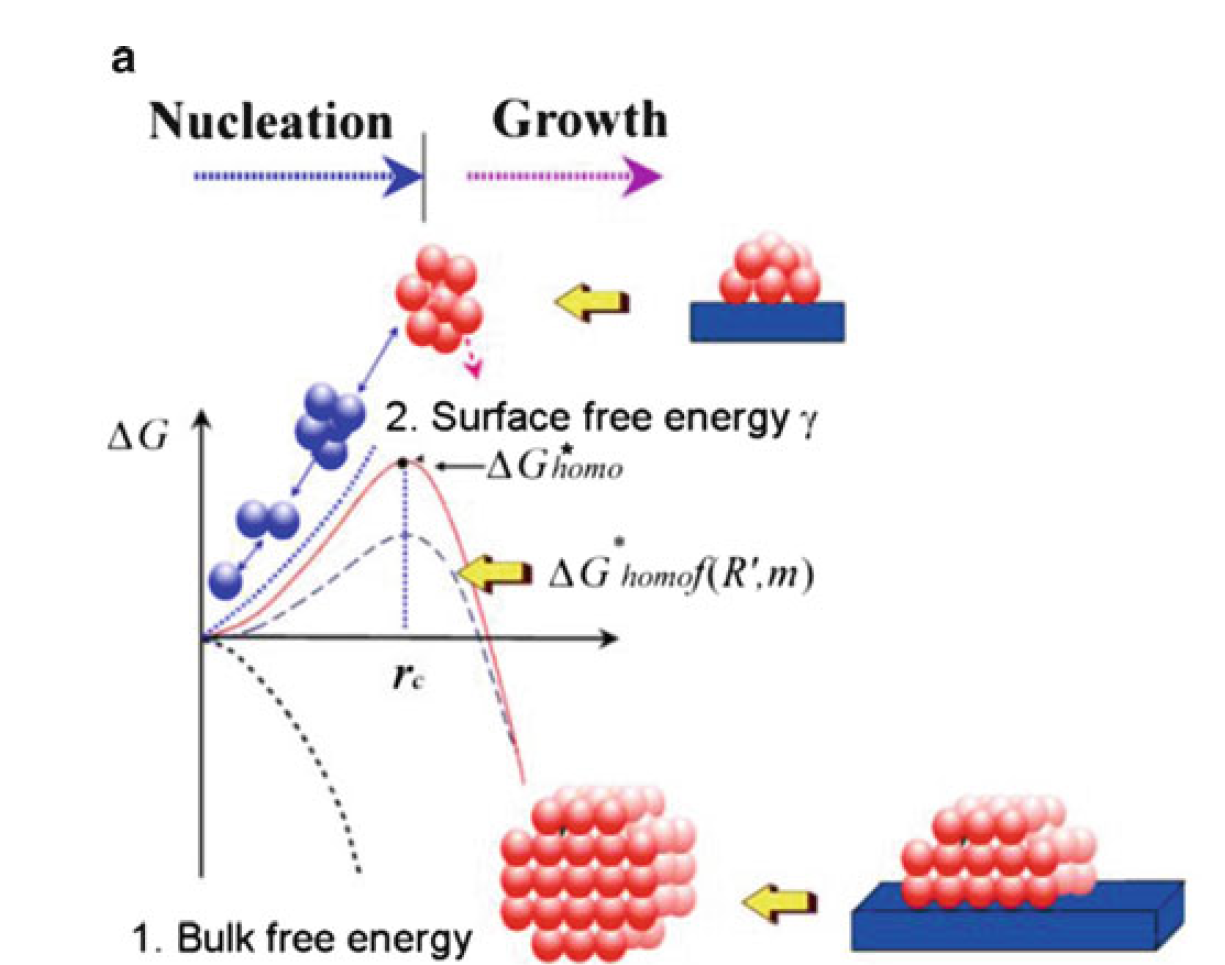 a
Nucleation Growth
ΔG
2. Surface free energy γ
ΔG*homo
ΔG*homof(R′,m)
rc
1. Bulk free energy